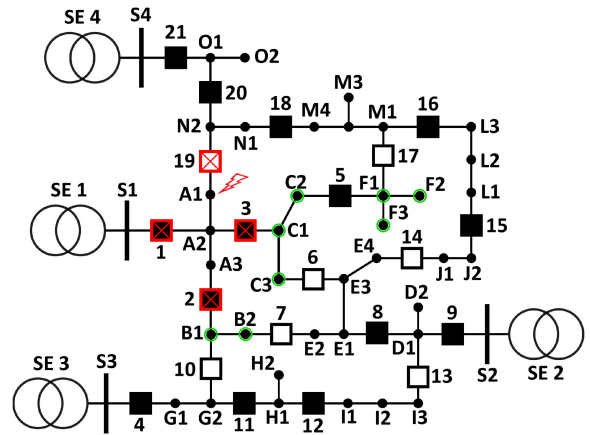 SE 4 S4 21 O1 O2
20
M3
N2 N1 18 M4 M1 16 L3
19 17 L2
A1 C2 5 F1 F2 L1
SE 1 S1 3 F3 15
1 A2 C1 E4 14
A3 C3 6 E3 J1 J2
2 D2
B1 B2 7 E2 E1 8 D1 9
S2 SE 2
SE 3 S3 10 H2 13
4 G1 G2 11 H1 12 I1 I2 I3